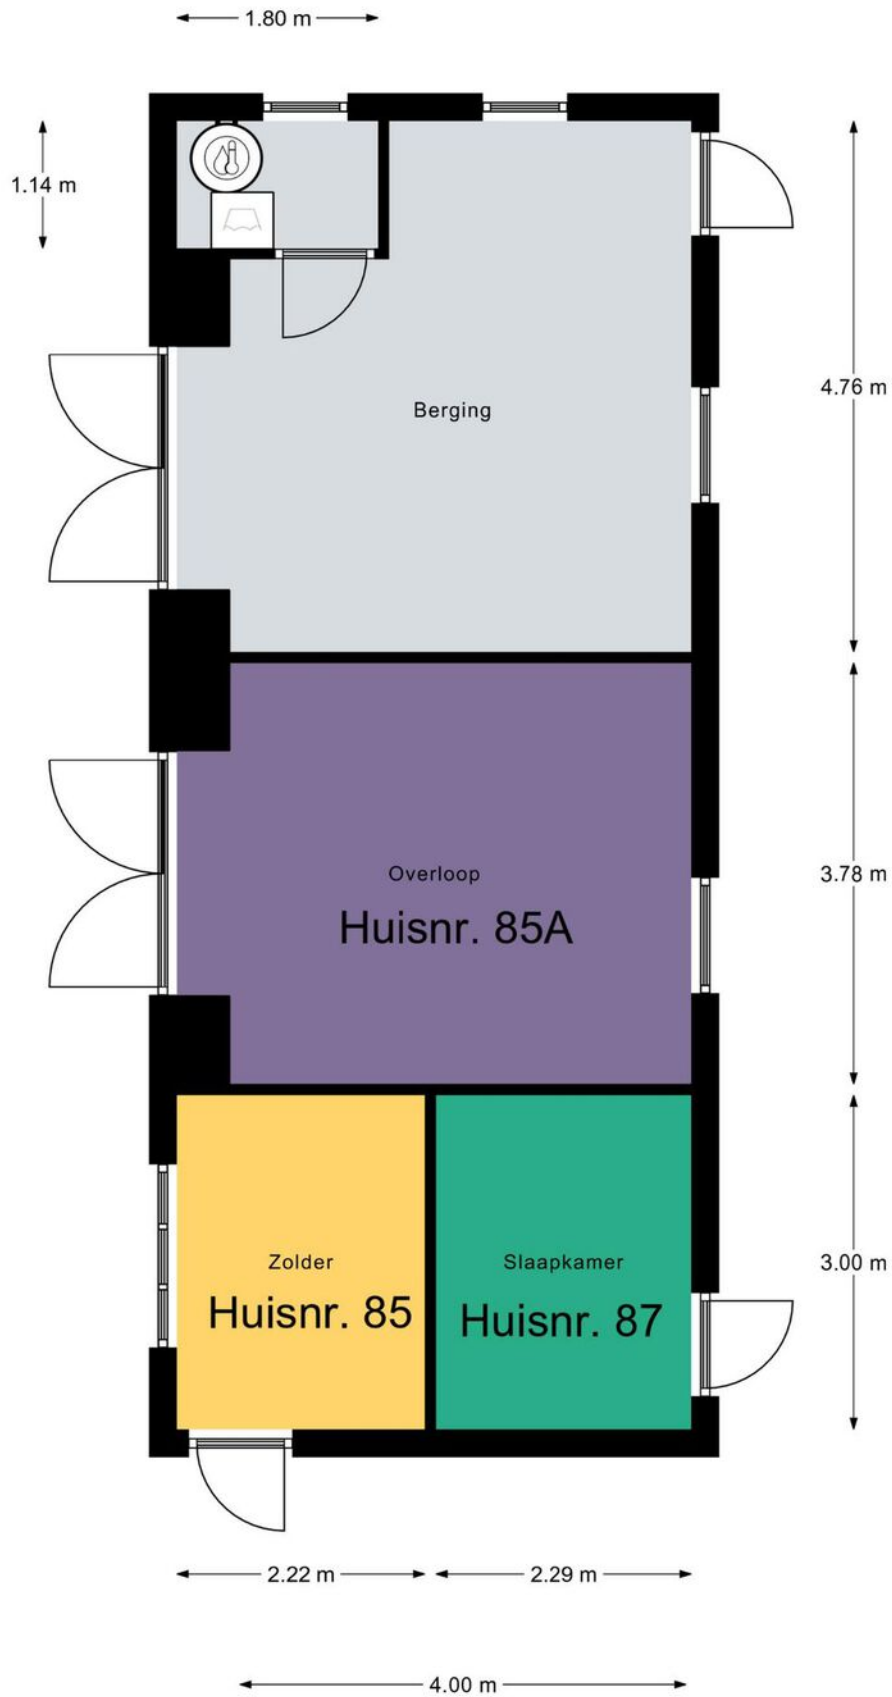 1.80 m
1.14 m
4.76 m
Berging
3.78 m
Overloop
Huisnr. 85A
3.00 m
Zolder
Slaapkamer
Huisnr. 85
Huisnr. 87
2.22 m
2.29 m
4.00 m